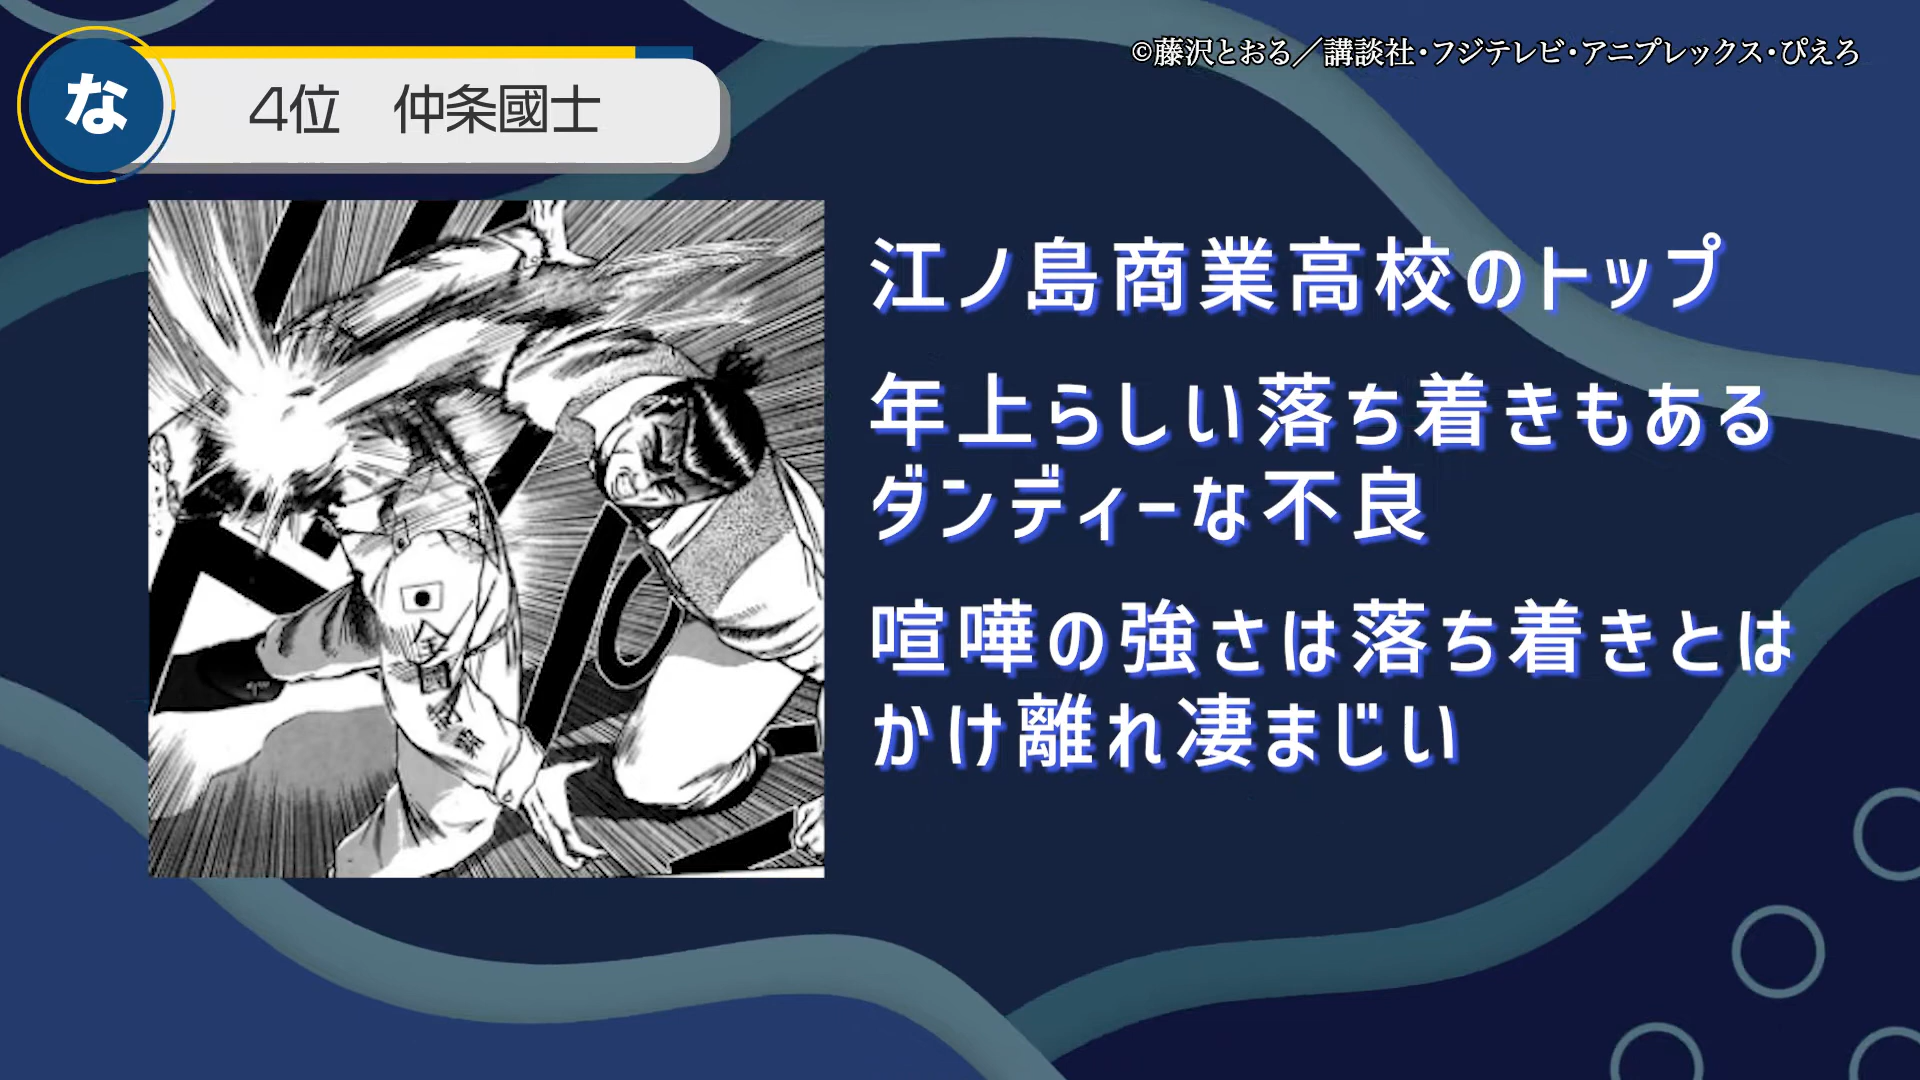 ©藤沢とおる／講談社・フジテレビ・アニプレックス・ぴえろ
な
4位　仲条國士
江ノ島商業高校のトップ
年上らしい落ち着きもある
ダンディーな不良
喧嘩の強さは落ち着きとは
かけ離れ凄まじい